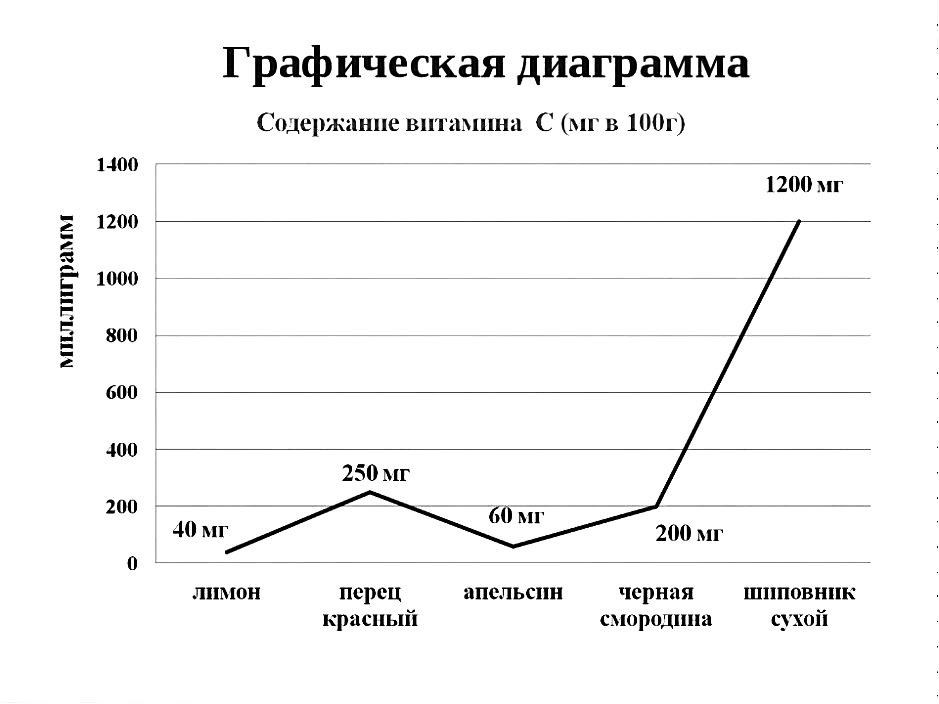 Графическая диаграмма
Содержание витамина С (мг в 100г)
миллиграмм
1400
1200
1000
800
600
400
200
0
40 мг
250 мг
60 мг
200 мг
1200 мг
лимон
перец
красный
апельсин
черная
смородина
шиповник
сухой